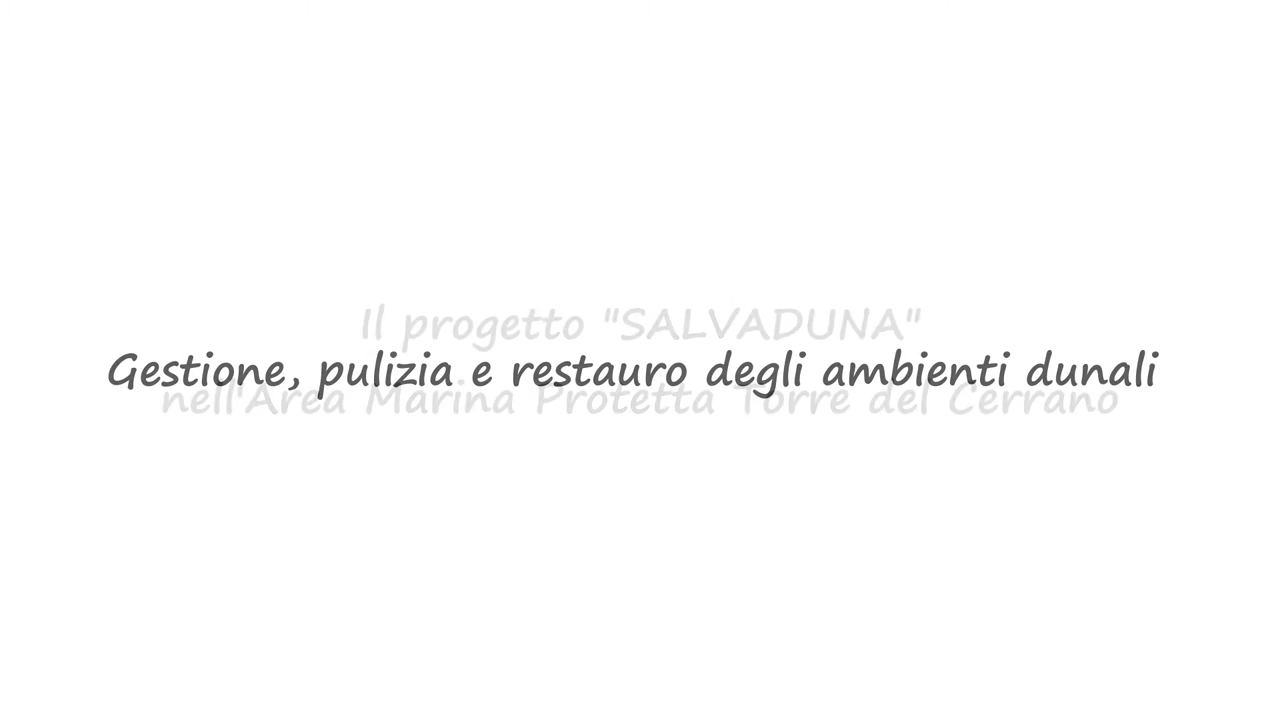 Il progetto "SALVADUNA"
Gestione, pulizia e restauro degli ambienti dunali
nell'Area Marina Protetta Torre del Cerrano